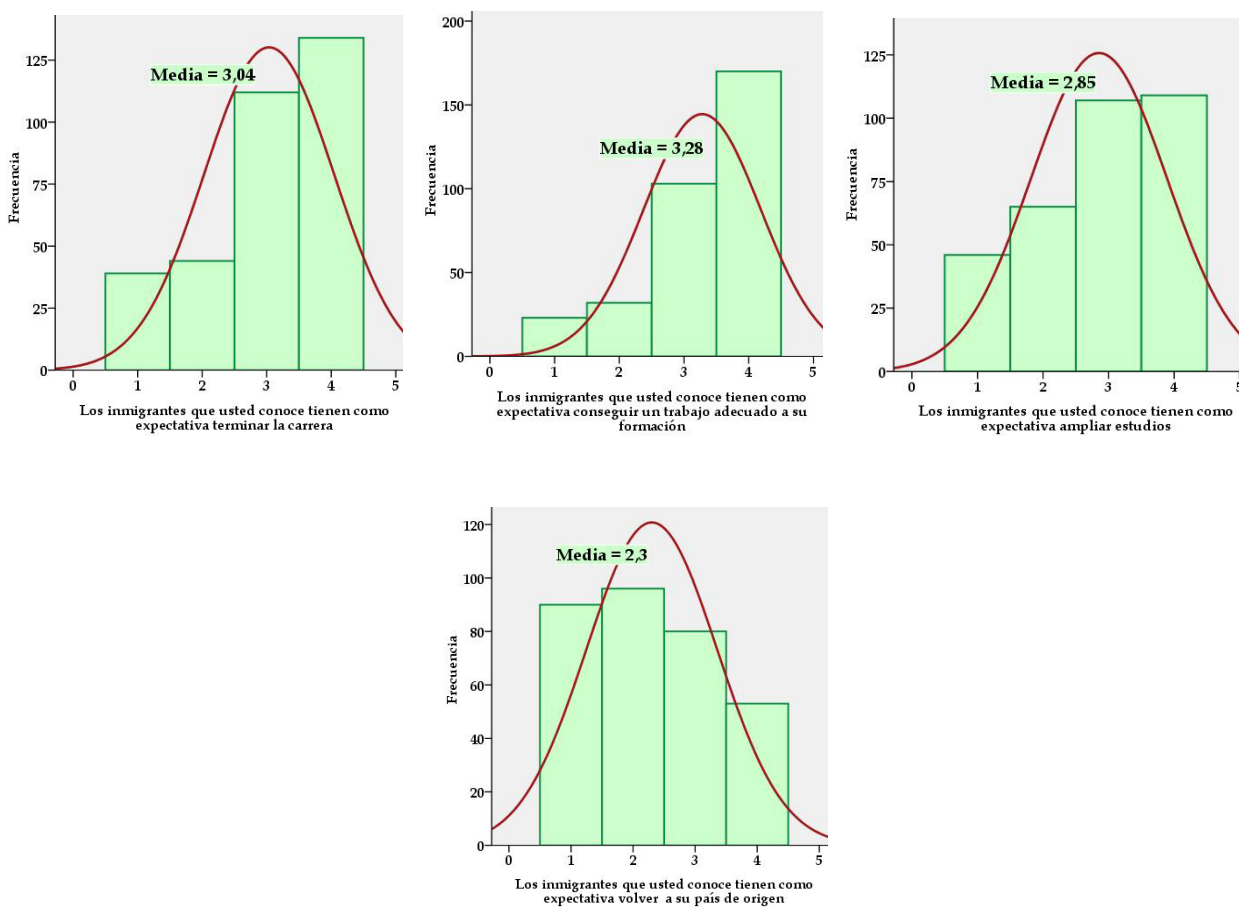 125
100
75
50
25
0
Frecuencia
Media = 3,04
0 1 2 3 4 5
Los inmigrantes que usted conoce tienen como
expectativa terminar la carrera
200
150
100
50
0
Frecuencia
Media = 3,28
0 1 2 3 4 5
Los inmigrantes que usted conoce tienen como
expectativa conseguir un trabajo adecuado a su
formación
125
100
75
50
25
0
Frecuencia
Media = 2,85
0 1 2 3 4 5
Los inmigrantes que usted conoce tienen como
expectativa ampliar estudios
120
100
80
60
40
20
0
Frecuencia
Media = 2,3
0 1 2 3 4 5
Los inmigrantes que usted conoce tienen como
expectativa volver a su país de origen